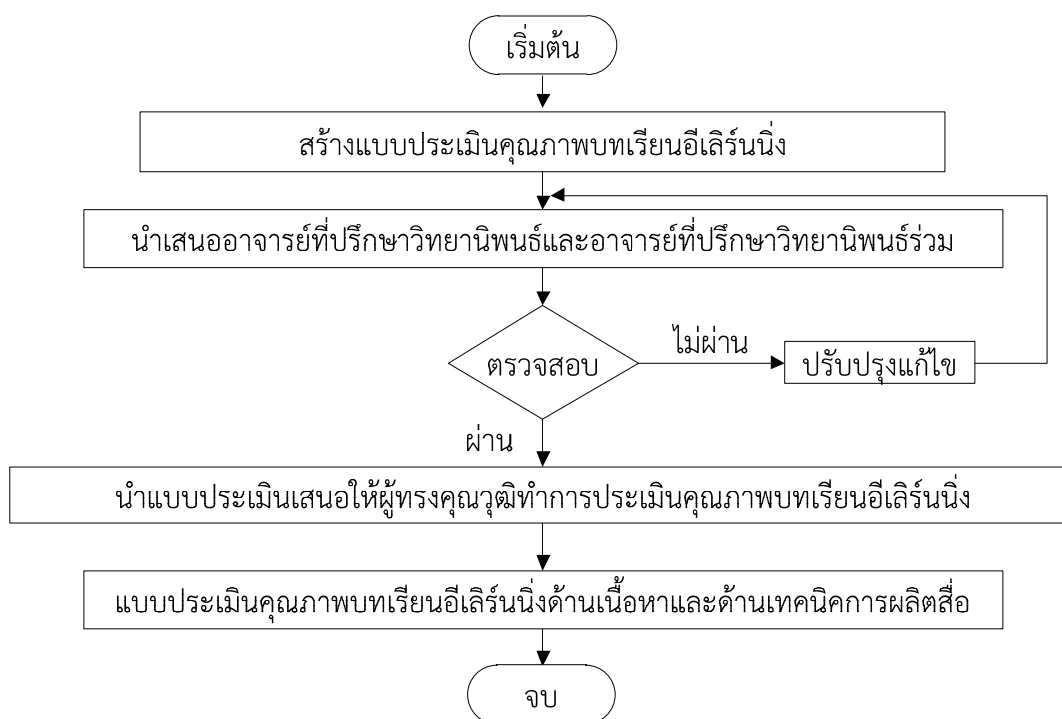 เริ่มต้น
สร้างแบบประเมินคุณภาพบทเรียนอีเลิร์นนิ่ง
นำเสนออาจารย์ที่ปรึกษาวิทยานิพนธ์และอาจารย์ที่ปรึกษาวิทยานิพนธ์ร่วม
ตรวจสอบ
ไม่ผ่าน
ปรับปรุงแก้ไข
ผ่าน
นำแบบประเมินเสนอให้ผู้ทรงคุณวุฒิทำการประเมินคุณภาพบทเรียนอีเลิร์นนิ่ง
แบบประเมินคุณภาพบทเรียนอีเลิร์นนิ่งด้านเนื้อหาและด้านเทคนิคการผลิตสื่อ
จบ